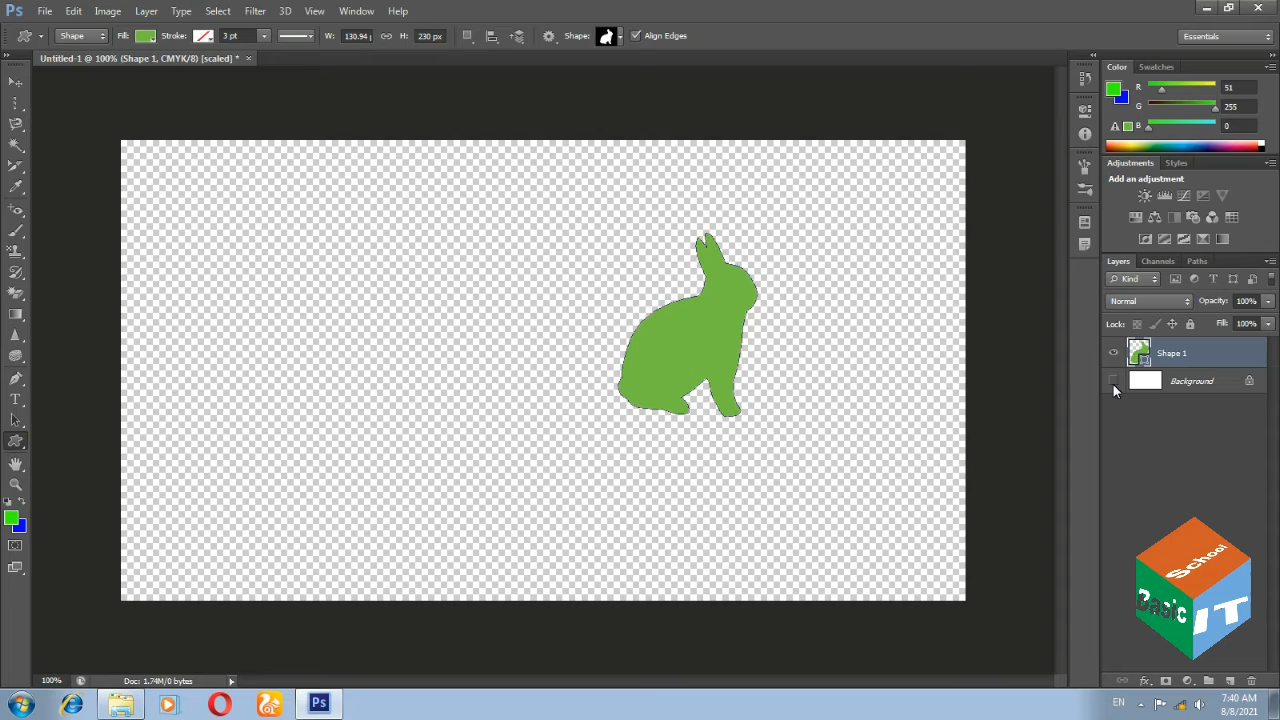 Ps File Edit Image Layer Type Select Filter 3D View Window Help
Shape Fill: Stroke: 3 pt W: 130.94 H: 230 px Shape: Align Edges Essentials
Untitled-1 @ 100% (Shape 1, CMYK/8) [scaled] * ×
Color Swatches
R 51
G 255
B 0
Adjustments Styles
Add an adjustment
Layers Channels Paths
Kind
Normal Opacity: 100%
Lock: Fill: 100%
Shape 1
Background
School
Basic IT
100% Doc: 1.74M/0 bytes
Ps EN 7:40 AM
8/8/2021